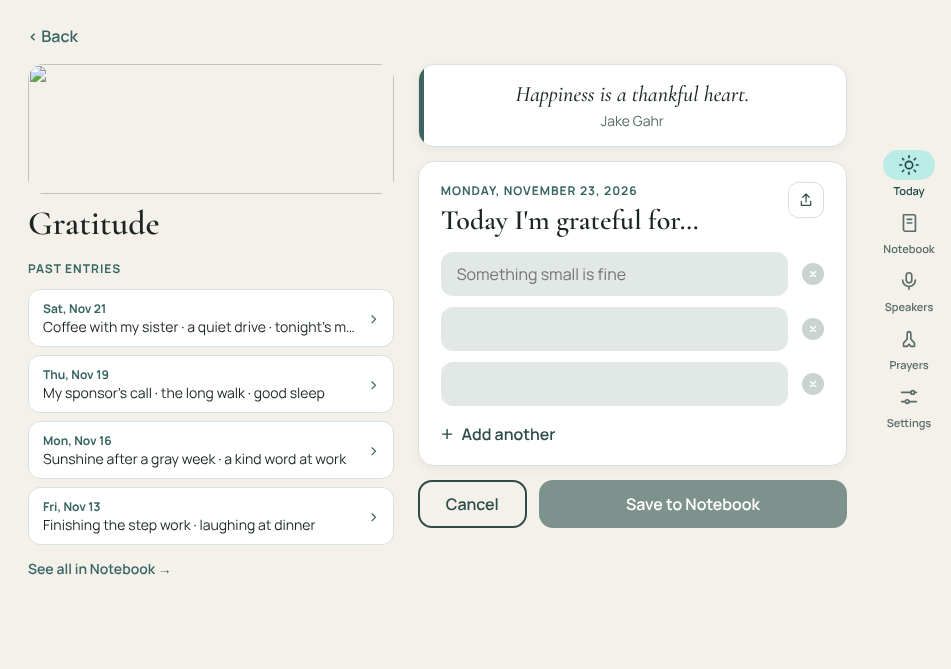 ‹ Back
Gratitude
PAST ENTRIES
Sat, Nov 21
Coffee with my sister · a quiet drive · tonight's m...
Thu, Nov 19
My sponsor's call · the long walk · good sleep
Mon, Nov 16
Sunshine after a gray week · a kind word at work
Fri, Nov 13
Finishing the step work · laughing at dinner
See all in Notebook →
Happiness is a thankful heart.
Jake Gahr
MONDAY, NOVEMBER 23, 2026
Today I'm grateful for...
Something small is fine
+ Add another
Cancel
Save to Notebook
Today
Notebook
Speakers
Prayers
Settings